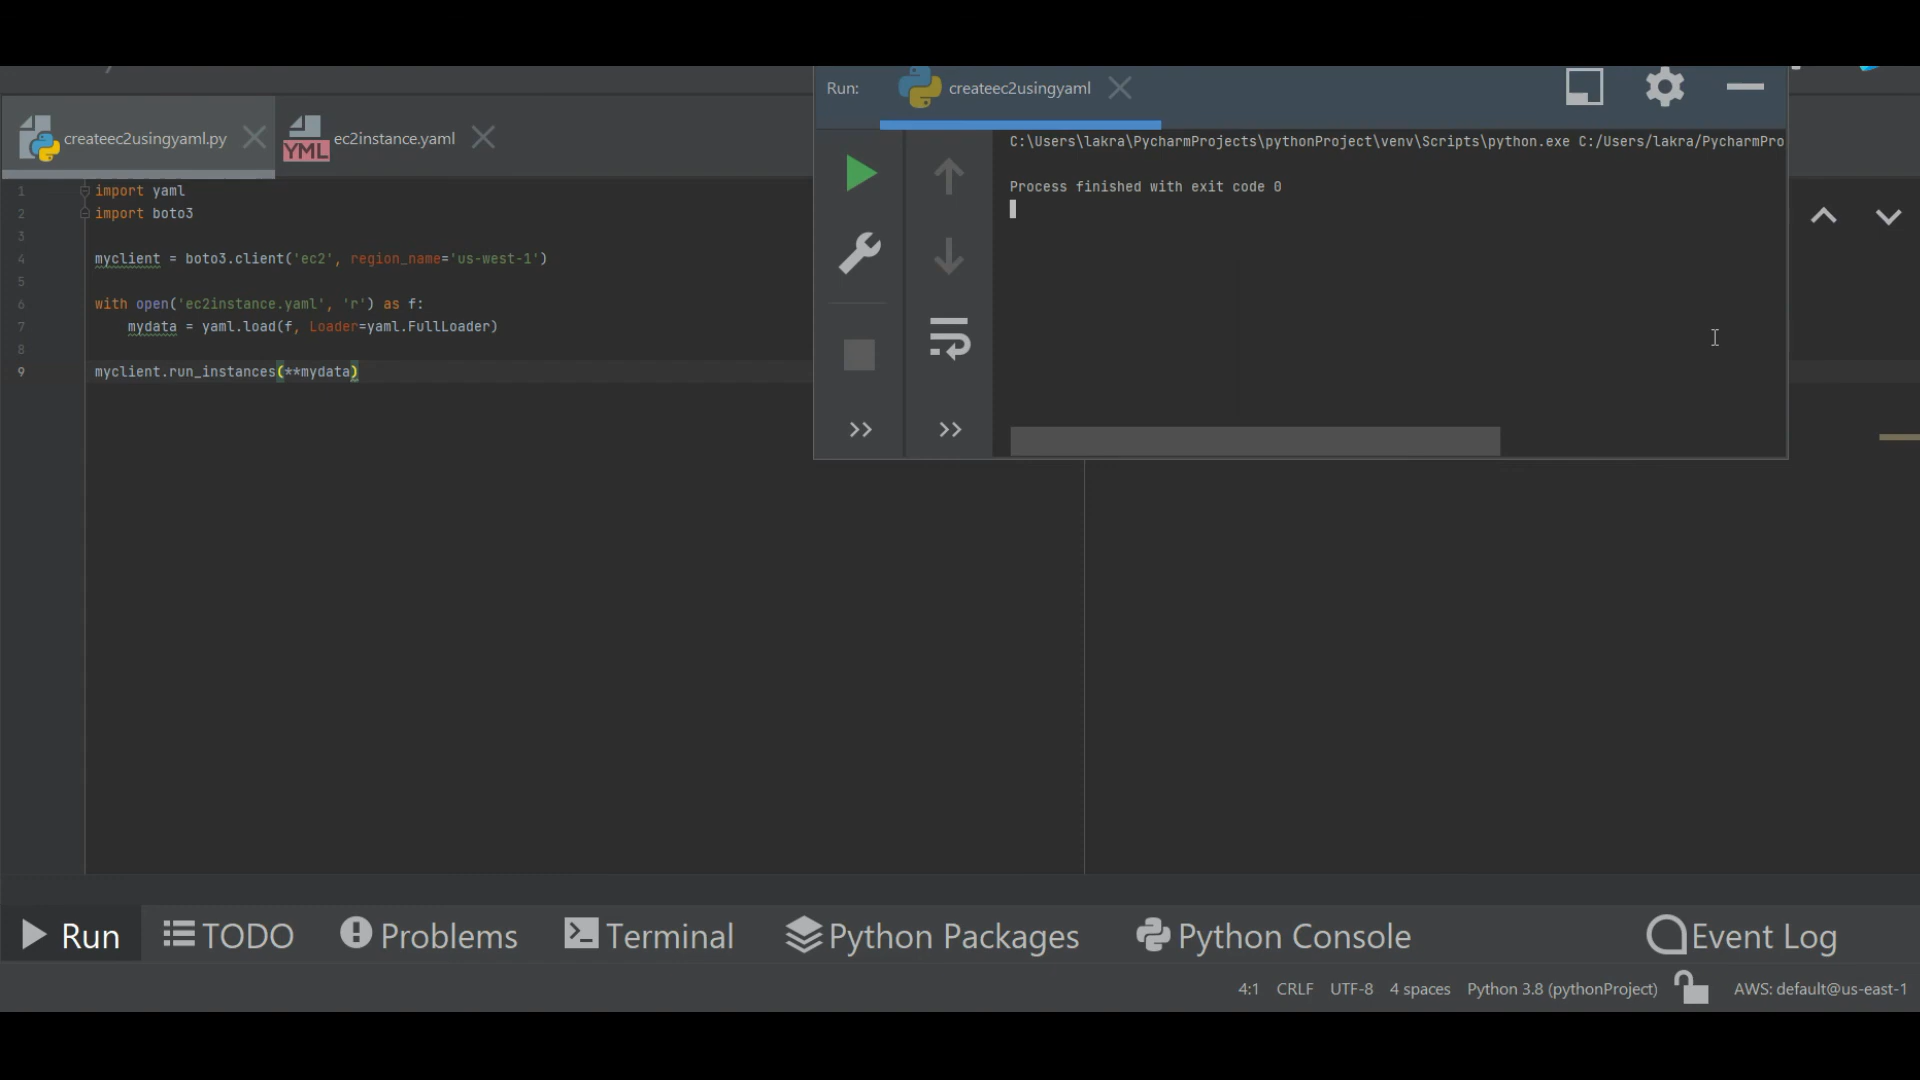 createec2usingyaml.py
YML ec2instance.yaml
1 import yaml
2 import boto3
3
4 myclient = boto3.client('ec2', region_name='us-west-1')
5
6 with open('ec2instance.yaml', 'r') as f:
7 mydata = yaml.load(f, Loader=yaml.FullLoader)
8
9 myclient.run_instances(**mydata)
Run: createec2usingyaml
C:\Users\lakra\PycharmProjects\pythonProject\venv\Scripts\python.exe C:/Users/lakra/PycharmPro
Process finished with exit code 0
Run TODO Problems Terminal Python Packages Python Console Event Log
4:1 CRLF UTF-8 4 spaces Python 3.8 (pythonProject) AWS: default@us-east-1